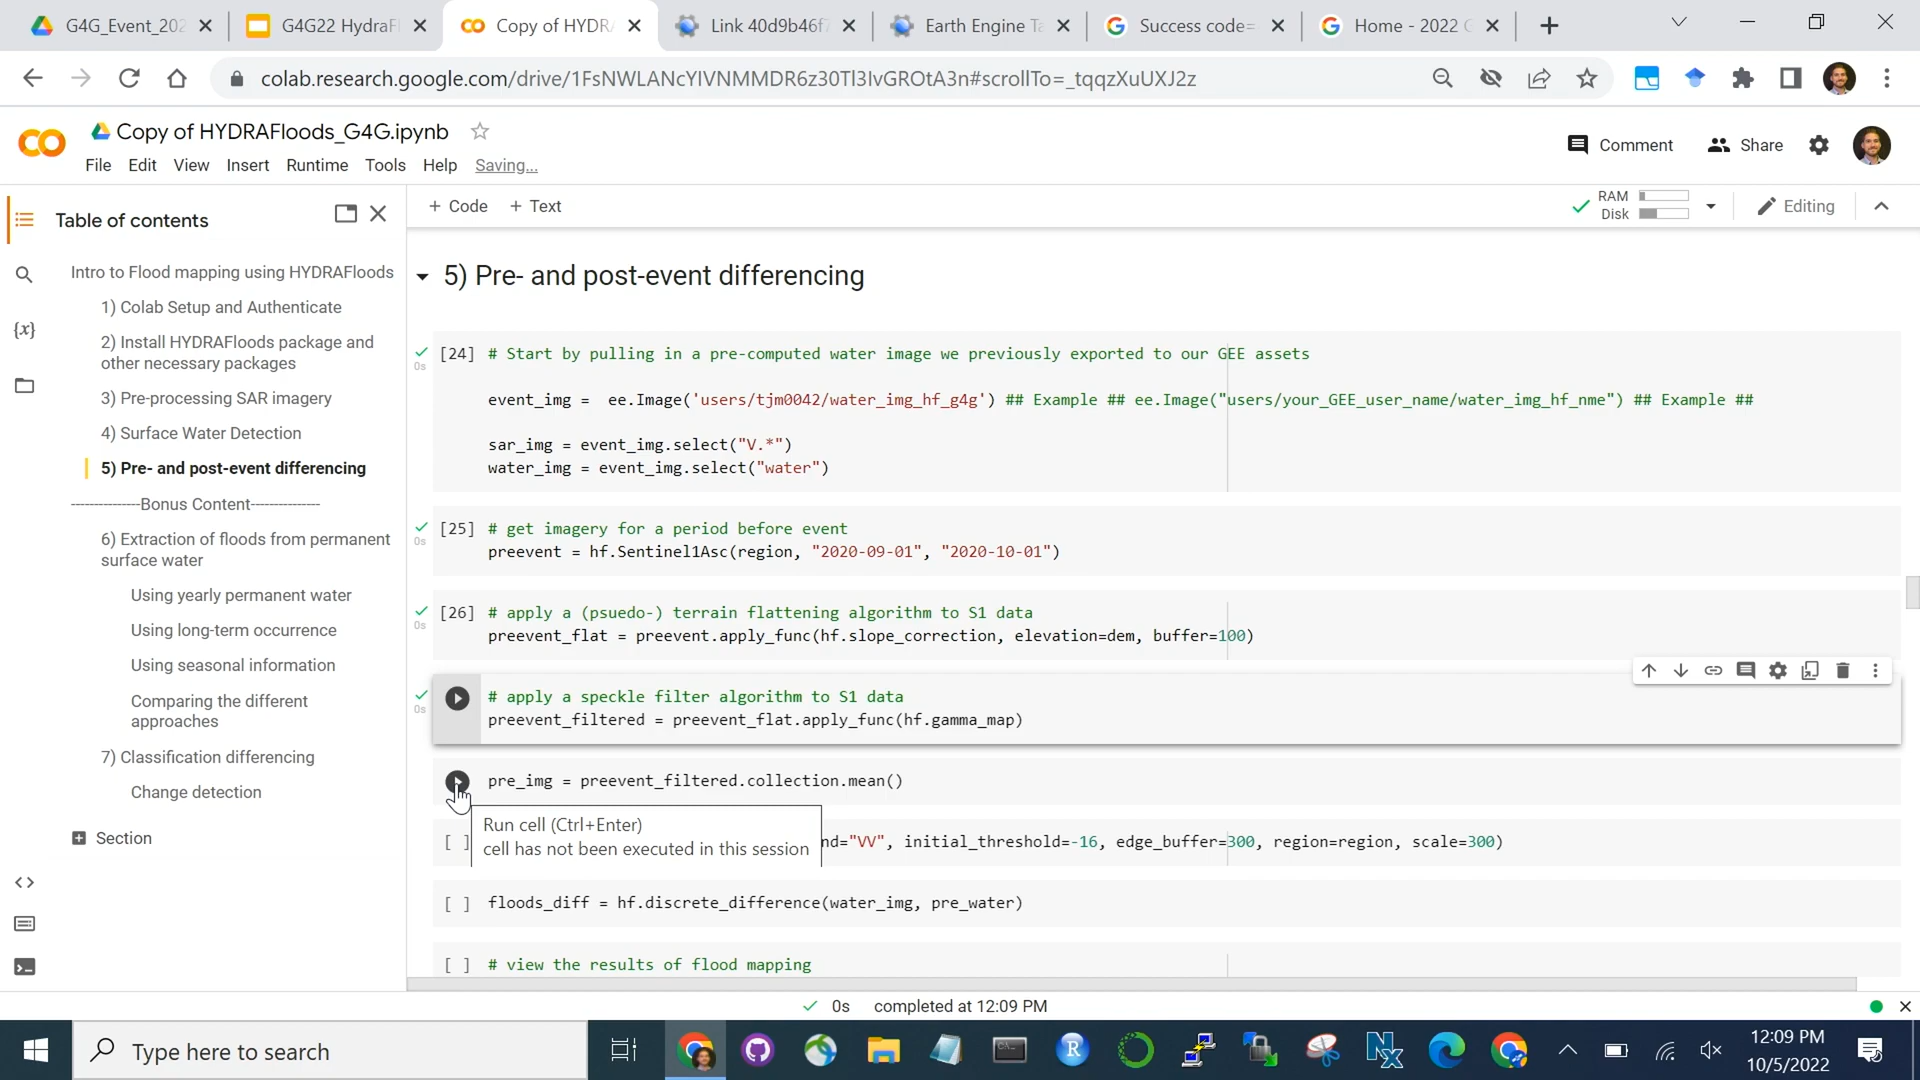 G4G_Event_202
G4G22 HydraFl
Copy of HYDRA
Link 40d9b46f7
Earth Engine Ta
Success code=
Home - 2022 G
colab.research.google.com/drive/1FsNWLANcYIVNMMDR6z30Tl3IvGROtA3n#scrollTo=_tqqzXuUXJ2z
Copy of HYDRAFloods_G4G.ipynb
Comment
Share
File Edit View Insert Runtime Tools Help Saving...
Table of contents
+ Code + Text
RAM
Disk
Editing
Intro to Flood mapping using HYDRAFloods
1) Colab Setup and Authenticate
2) Install HYDRAFloods package and
other necessary packages
3) Pre-processing SAR imagery
4) Surface Water Detection
5) Pre- and post-event differencing
---------------Bonus Content---------------
6) Extraction of floods from permanent
surface water
Using yearly permanent water
Using long-term occurrence
Using seasonal information
Comparing the different
approaches
7) Classification differencing
Change detection
Section
5) Pre- and post-event differencing
[24] # Start by pulling in a pre-computed water image we previously exported to our GEE assets
0s
event_img =  ee.Image('users/tjm0042/water_img_hf_g4g') ## Example ## ee.Image("users/your_GEE_user_name/water_img_hf_nme") ## Example ##
sar_img = event_img.select("V.*")
water_img = event_img.select("water")
[25] # get imagery for a period before event
0s
preevent = hf.Sentinel1Asc(region, "2020-09-01", "2020-10-01")
[26] # apply a (psuedo-) terrain flattening algorithm to S1 data
0s
preevent_flat = preevent.apply_func(hf.slope_correction, elevation=dem, buffer=100)
# apply a speckle filter algorithm to S1 data
0s
preevent_filtered = preevent_flat.apply_func(hf.gamma_map)
pre_img = preevent_filtered.collection.mean()
Run cell (Ctrl+Enter)
cell has not been executed in this session
[ ] nd="VV", initial_threshold=-16, edge_buffer=300, region=region, scale=300)
[ ] floods_diff = hf.discrete_difference(water_img, pre_water)
[ ] # view the results of flood mapping
0s completed at 12:09 PM
Type here to search
12:09 PM
10/5/2022